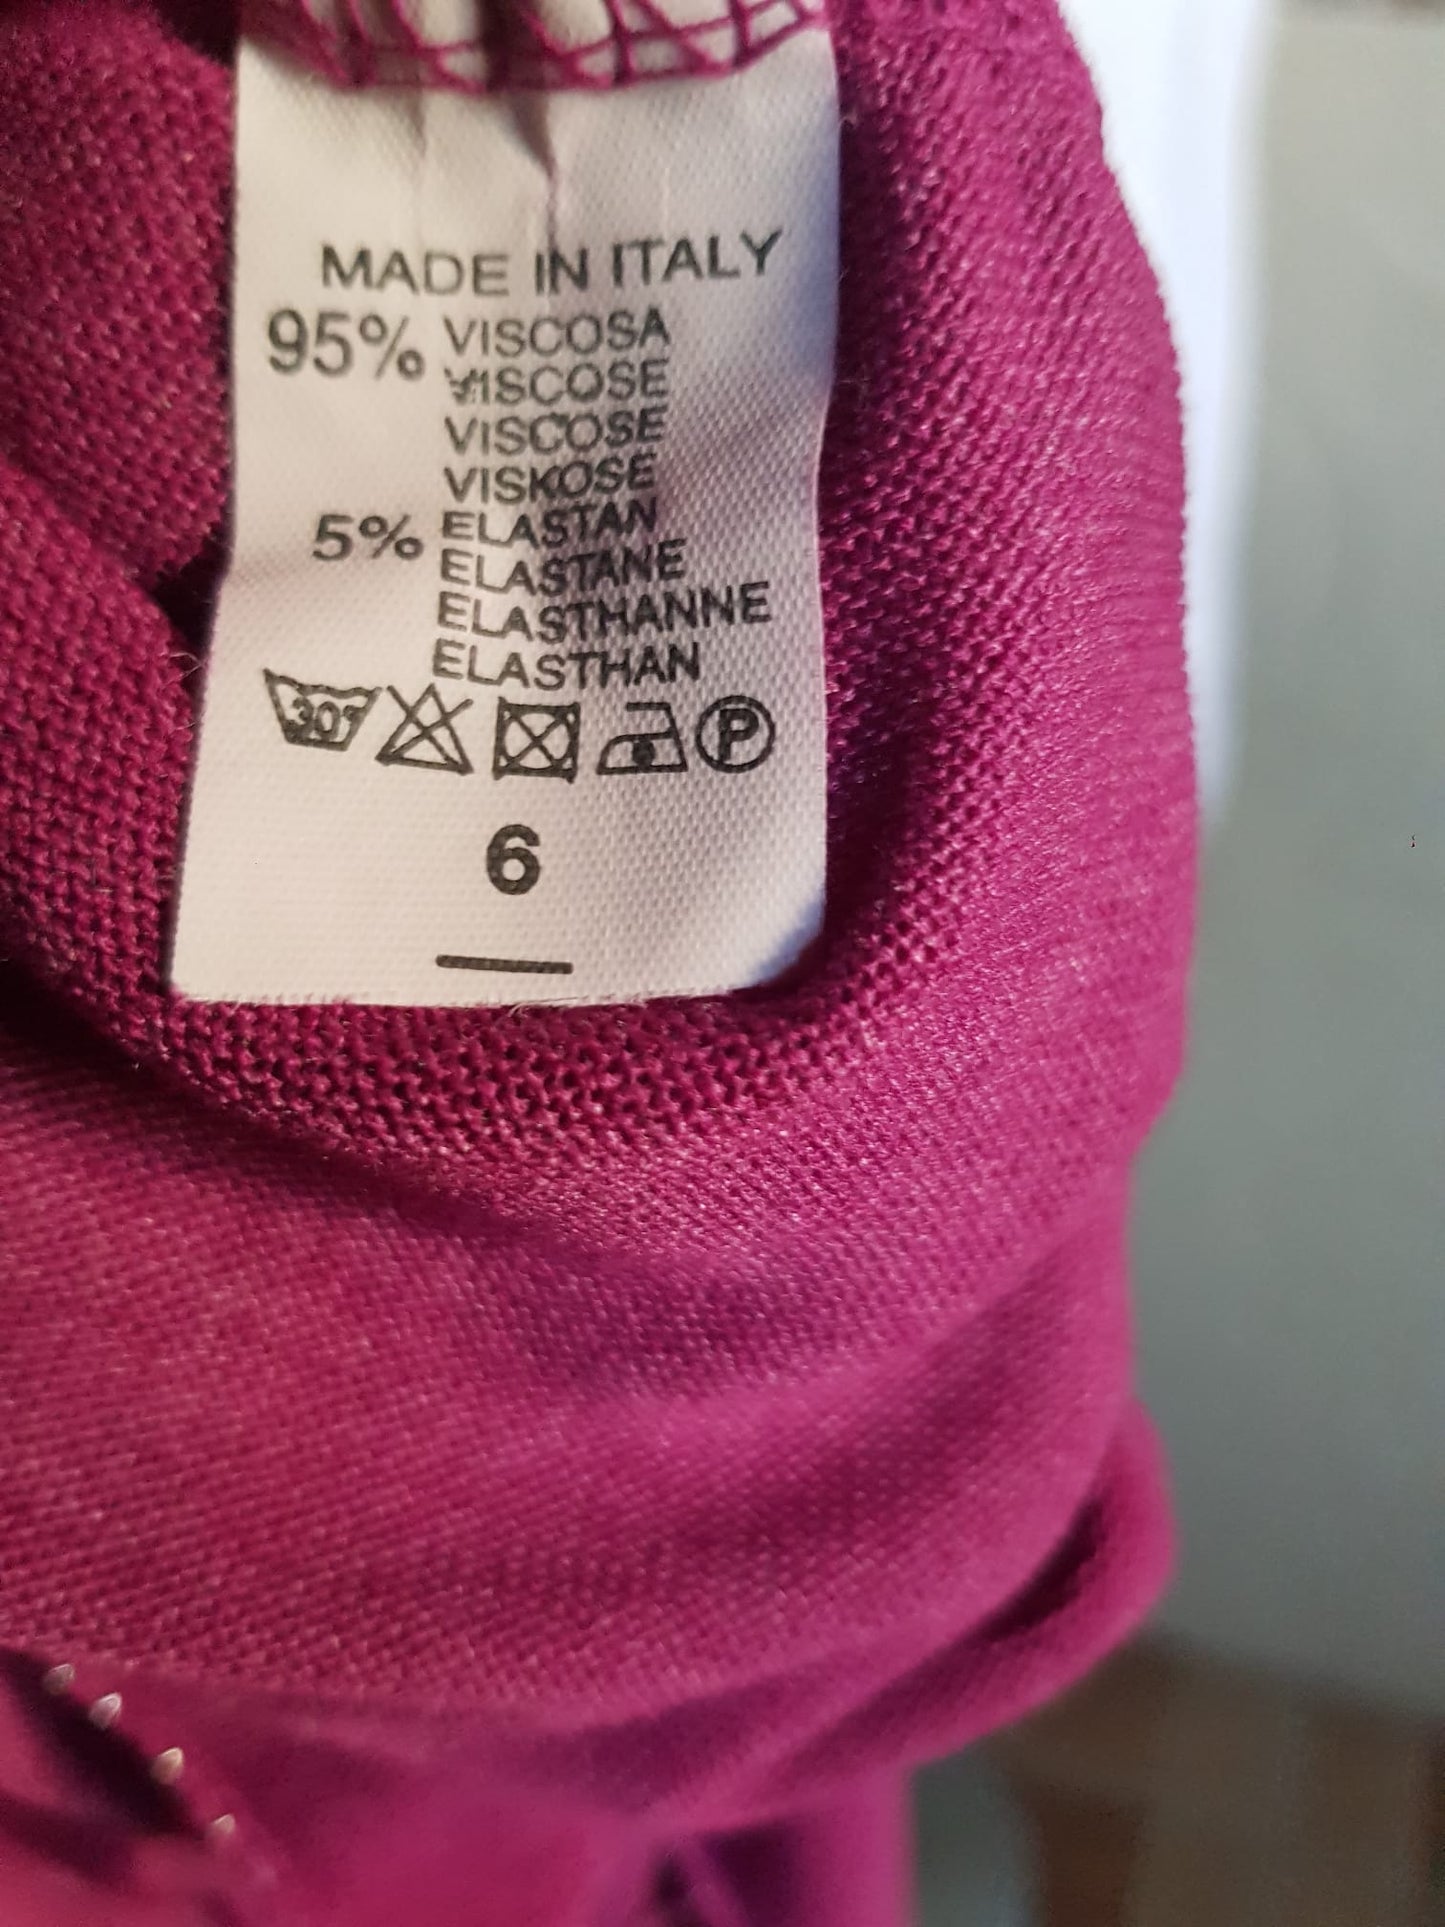 MADE IN ITALY
95% VISCOSA
VISCOSE
VISCOSE
VISKOSE
5% ELASTAN
ELASTANE
ELASTHANNE
ELASTHAN
30° P
6